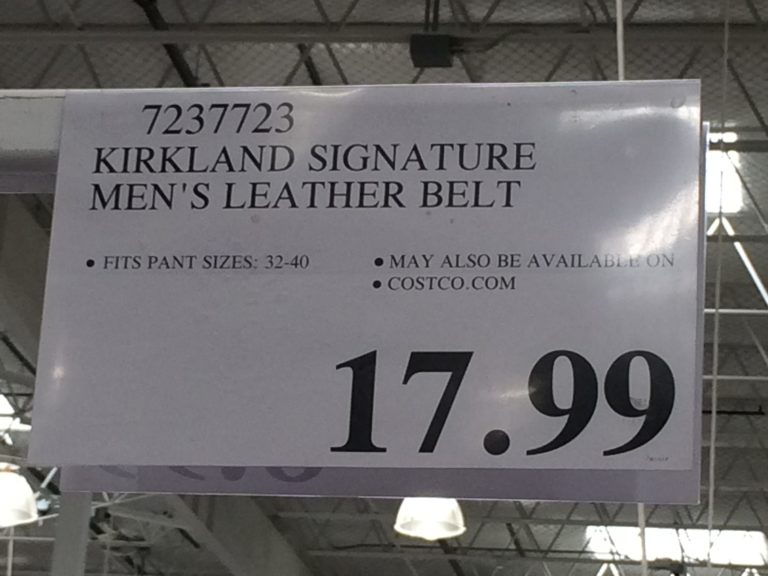 7237723
KIRKLAND SIGNATURE
MEN'S LEATHER BELT
• FITS PANT SIZES: 32-40
• MAY ALSO BE AVAILABLE ON
• COSTCO.COM
17.99